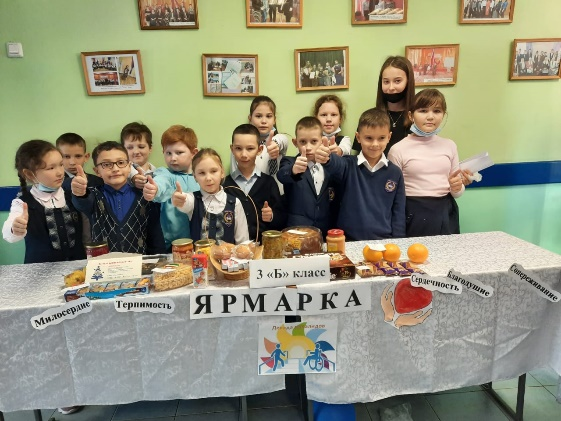 3 «Б» класс
ЯРМАРКА
Милосердие
Терпимость
Сердечность
Благодушие
Сопереживание